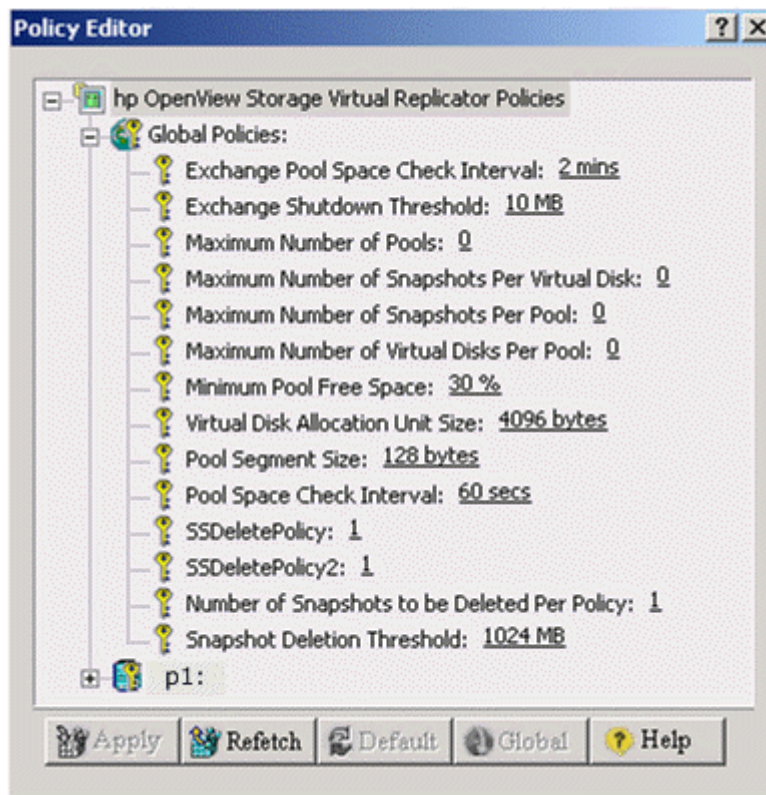 Policy Editor
hp OpenView Storage Virtual Replicator Policies
Global Policies:
Exchange Pool Space Check Interval: 2 mins
Exchange Shutdown Threshold: 10 MB
Maximum Number of Pools: 0
Maximum Number of Snapshots Per Virtual Disk: 0
Maximum Number of Snapshots Per Pool: 0
Maximum Number of Virtual Disks Per Pool: 0
Minimum Pool Free Space: 30 %
Virtual Disk Allocation Unit Size: 4096 bytes
Pool Segment Size: 128 bytes
Pool Space Check Interval: 60 secs
SSDeletePolicy: 1
SSDeletePolicy2: 1
Number of Snapshots to be Deleted Per Policy: 1
Snapshot Deletion Threshold: 1024 MB
p1:
Apply Refetch Default Global Help